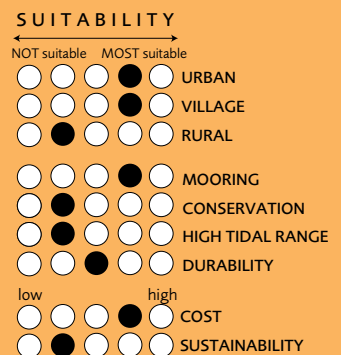 SUITABILITY
NOT suitable MOST suitable
URBAN
VILLAGE
RURAL
MOORING
CONSERVATION
HIGH TIDAL RANGE
DURABILITY
low high
COST
SUSTAINABILITY